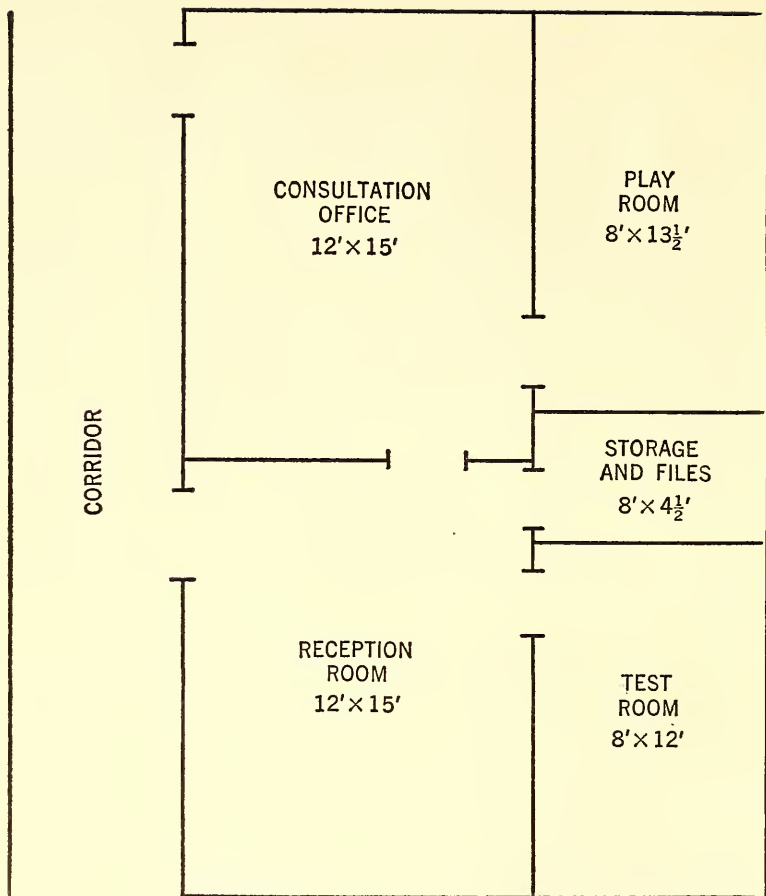 CONSULTATION
OFFICE
12'×15'
PLAY
ROOM
8'×13½'
CORRIDOR
STORAGE
AND FILES
8'×4½'
RECEPTION
ROOM
12'×15'
TEST
ROOM
8'×12'